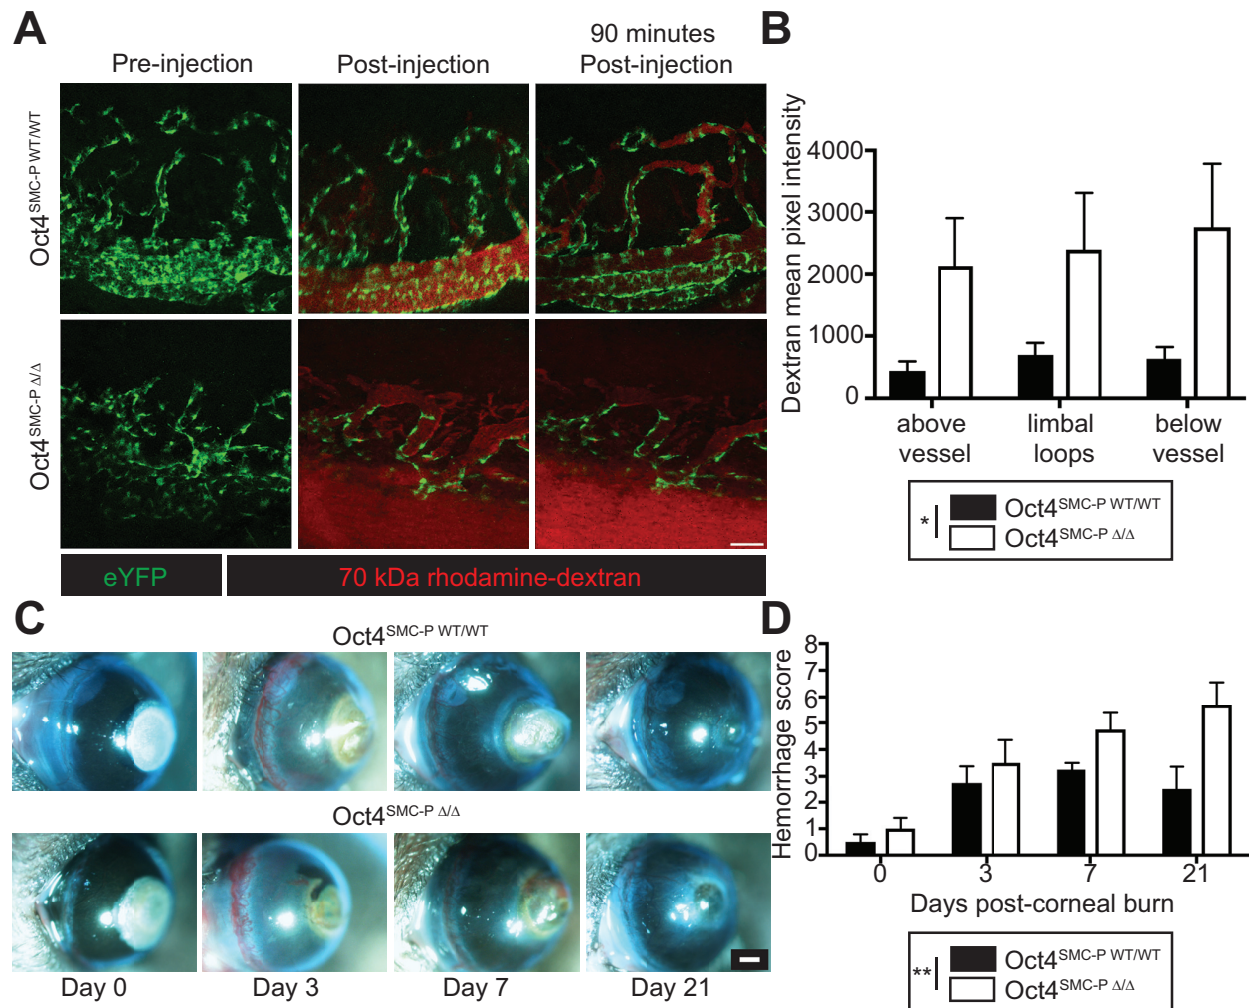 A
Pre-injection
Post-injection
90 minutes
Post-injection
Oct4SMC-P WT/WT
Oct4SMC-P Δ/Δ
eYFP
70 kDa rhodamine-dextran
B
Dextran mean pixel intensity
4000
3000
2000
1000
0
above
vessel
limbal
loops
below
vessel
* Oct4SMC-P WT/WT
Oct4SMC-P Δ/Δ
C
Oct4SMC-P WT/WT
Oct4SMC-P Δ/Δ
Day 0
Day 3
Day 7
Day 21
D
Hemorrhage score
8
7
6
5
4
3
2
1
0
0 3 7 21
Days post-corneal burn
** Oct4SMC-P WT/WT
Oct4SMC-P Δ/Δ